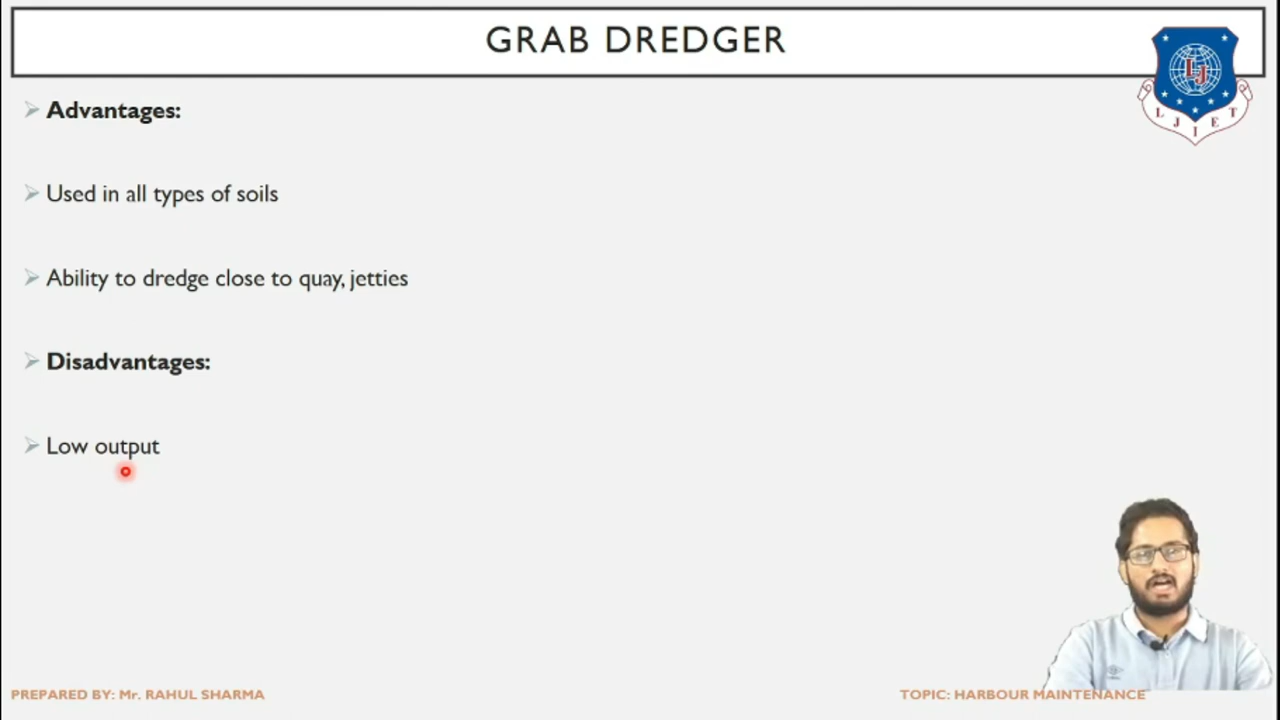 GRAB DREDGER
LJ
L J I E T
Advantages:
Used in all types of soils
Ability to dredge close to quay, jetties
Disadvantages:
Low output
PREPARED BY: Mr. RAHUL SHARMA
TOPIC: HARBOUR MAINTENANCE